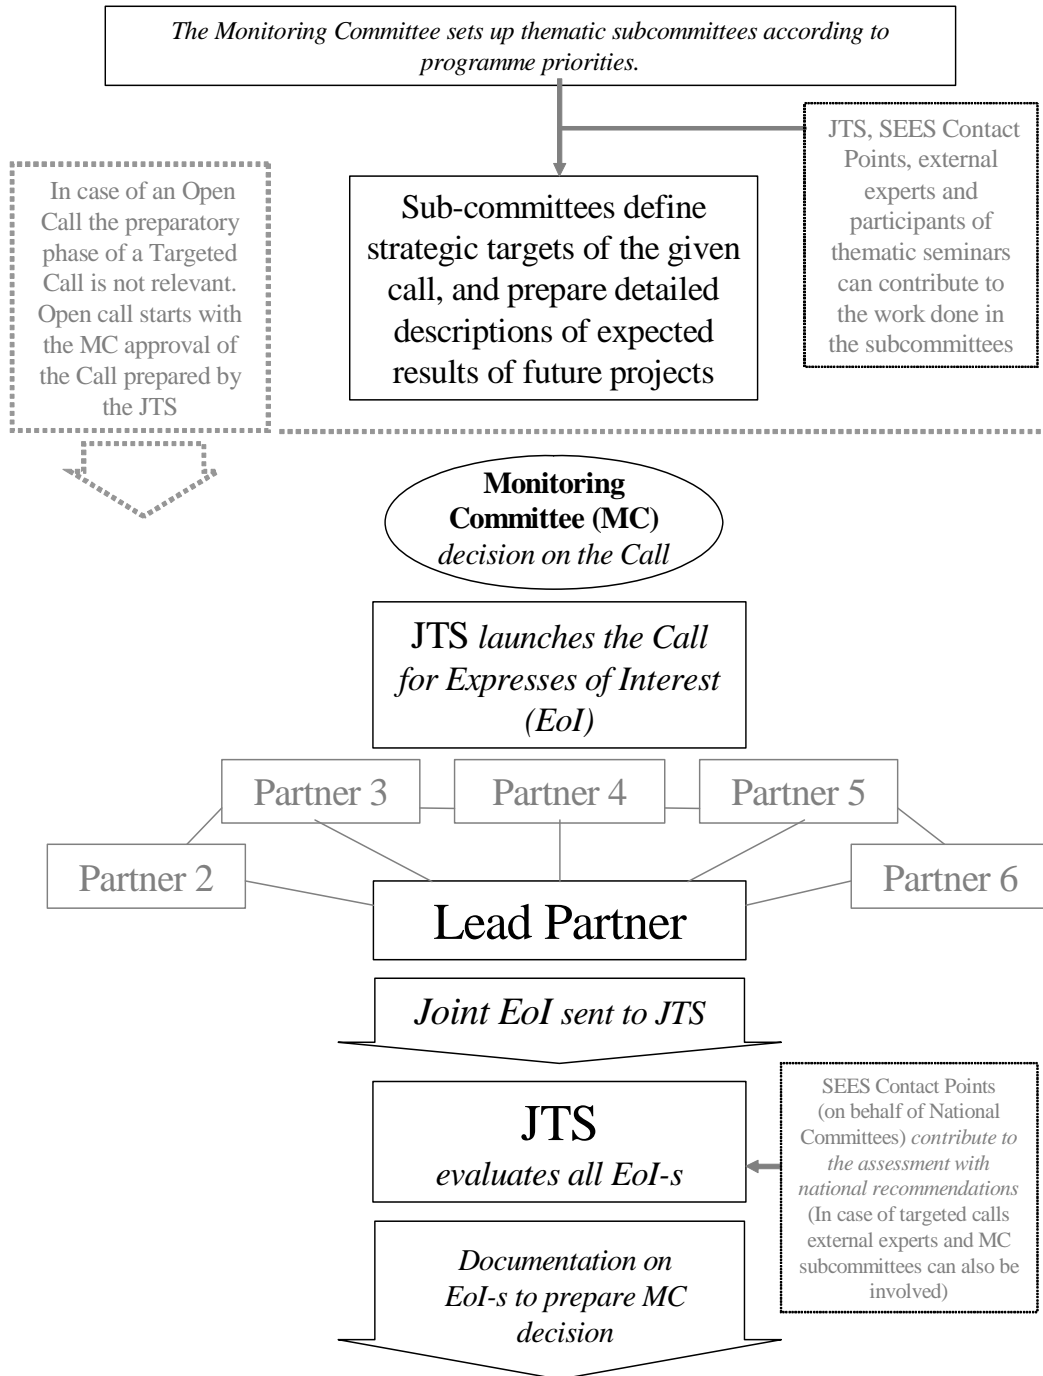 The Monitoring Committee sets up thematic subcommittees according to
programme priorities.
JTS, SEES Contact
Points, external
experts and
participants of
thematic seminars
can contribute to
the work done in
the subcommittees
In case of an Open
Call the preparatory
phase of a Targeted
Call is not relevant.
Open call starts with
the MC approval of
the Call prepared by
the JTS
Sub-committees define
strategic targets of the given
call, and prepare detailed
descriptions of expected
results of future projects
Monitoring
Committee (MC)
decision on the Call
JTS launches the Call
for Expresses of Interest
(EoI)
Partner 3
Partner 4
Partner 5
Partner 2
Partner 6
Lead Partner
Joint EoI sent to JTS
JTS
evaluates all EoI-s
SEES Contact Points
(on behalf of National
Committees) contribute to
the assessment with
national recommendations
(In case of targeted calls
external experts and MC
subcommittees can also be
involved)
Documentation on
EoI-s to prepare MC
decision